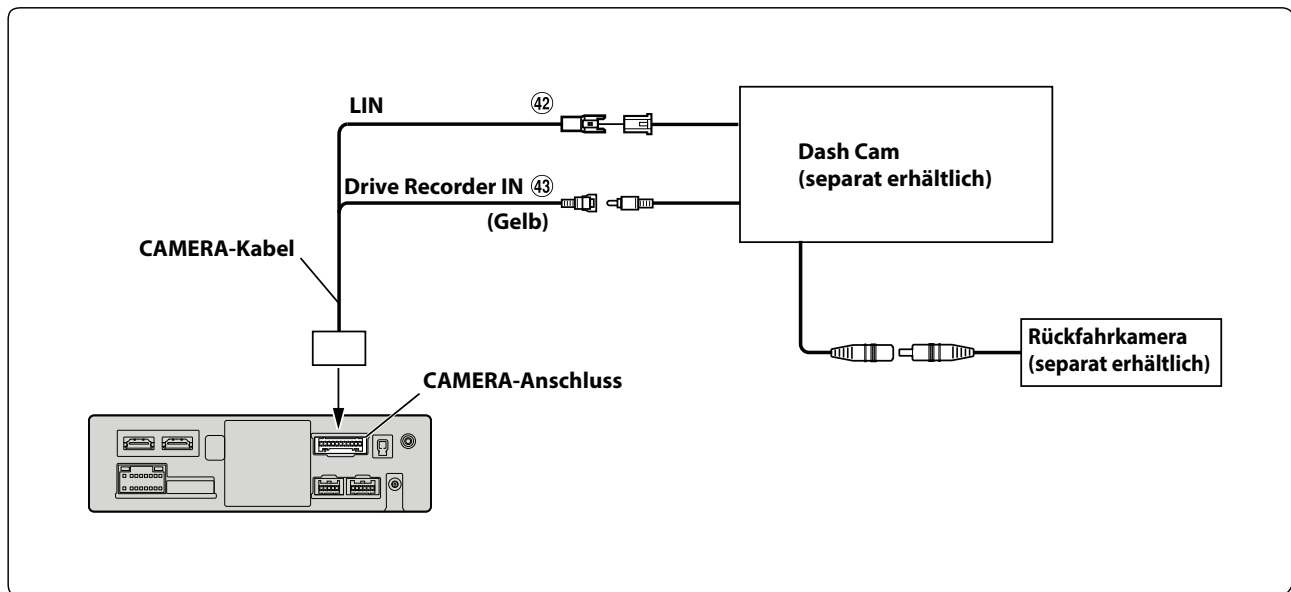 LIN
㊷
Drive Recorder IN ㊸
(Gelb)
Dash Cam
(separat erhältlich)
CAMERA-Kabel
Rückfahrkamera
(separat erhältlich)
CAMERA-Anschluss